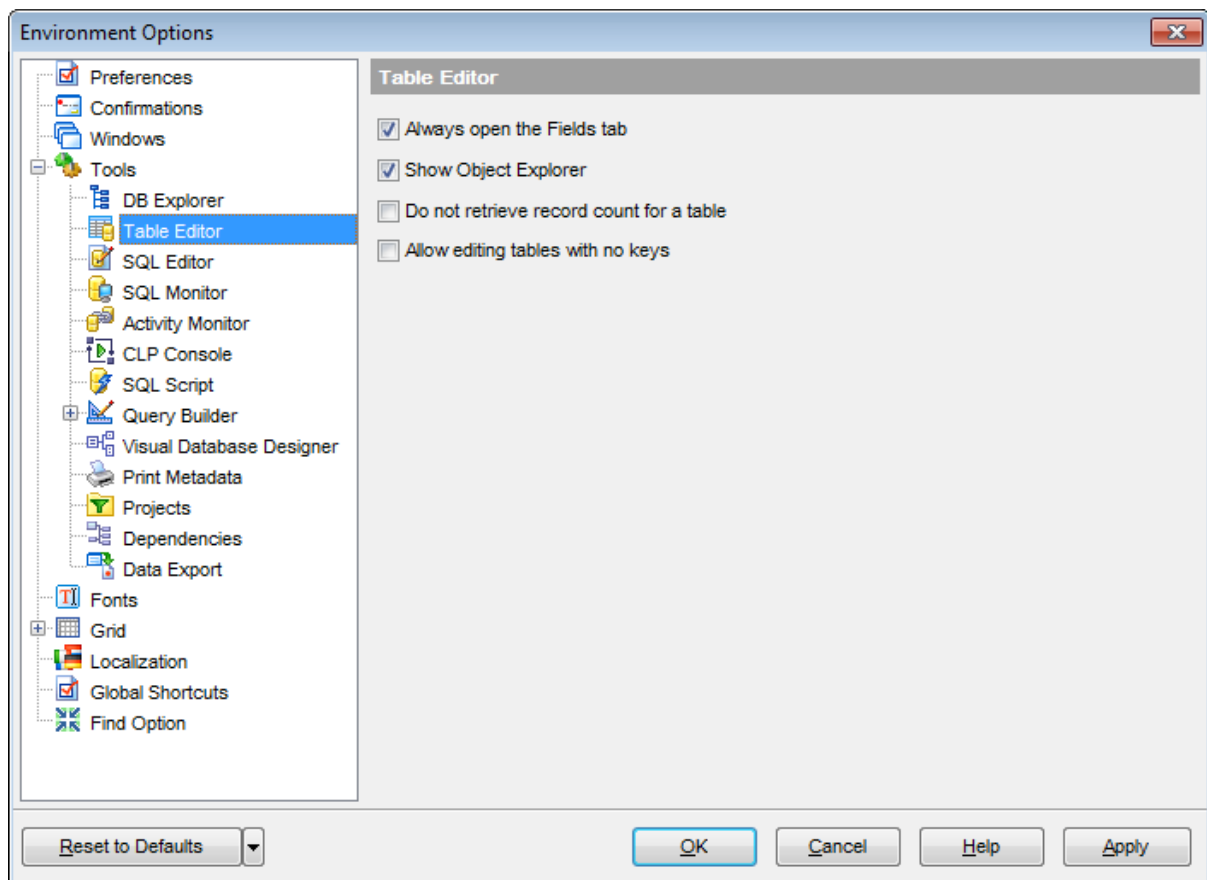 Environment Options
Preferences
Confirmations
Windows
Tools
DB Explorer
Table Editor
SQL Editor
SQL Monitor
Activity Monitor
CLP Console
SQL Script
Query Builder
Visual Database Designer
Print Metadata
Projects
Dependencies
Data Export
Fonts
Grid
Localization
Global Shortcuts
Find Option
Table Editor
Always open the Fields tab
Show Object Explorer
Do not retrieve record count for a table
Allow editing tables with no keys
Reset to Defaults
OK
Cancel
Help
Apply